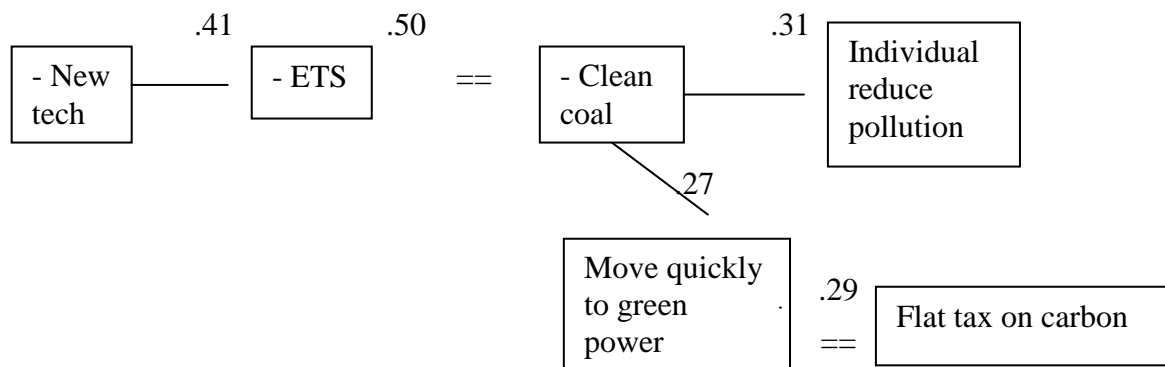 .41 .50 .31
- New
tech
- ETS
==
- Clean
coal
Individual
reduce
pollution
.27
Move quickly
to green
power
.29
==
Flat tax on carbon